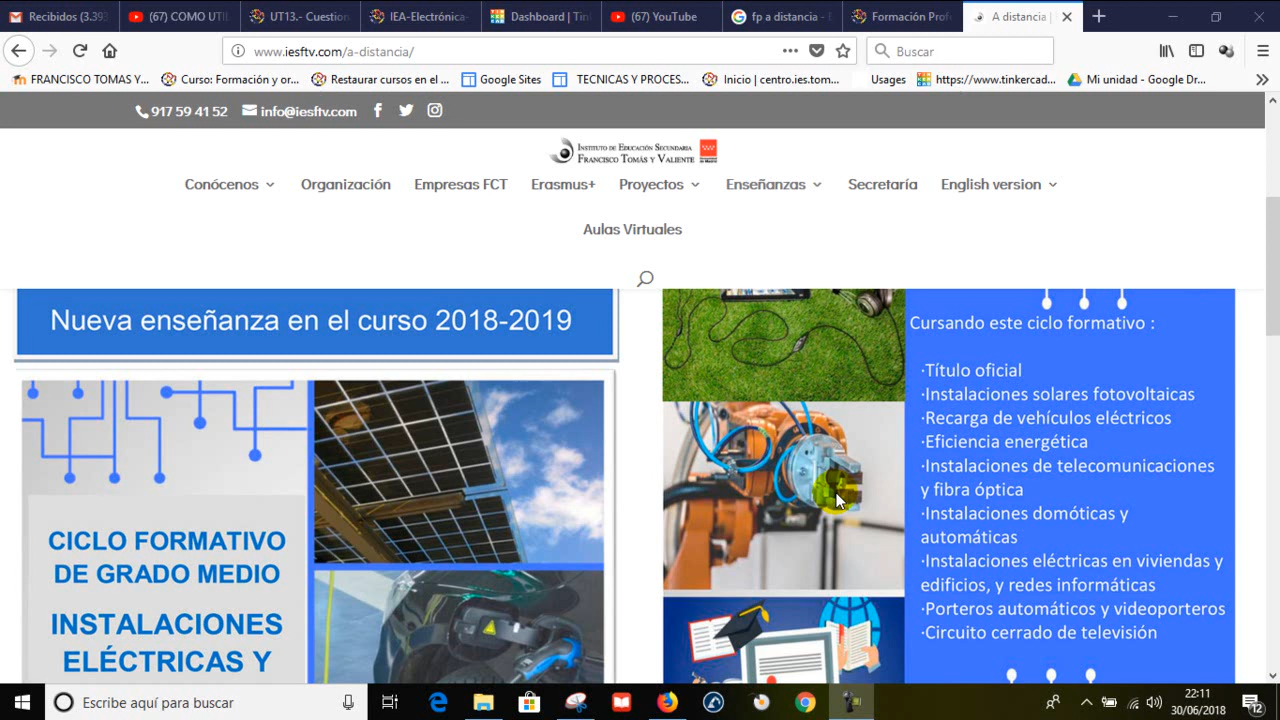 Recibidos (3.393
(67) COMO UTIL
UT13.- Cuestion
IEA-Electrónica-
Dashboard | Tin
(67) YouTube
fp a distancia - B
Formación Prof
A distancia |
www.iesftv.com/a-distancia/
Buscar
FRANCISCO TOMAS Y...
Curso: Formación y or...
Restaurar cursos en el ...
Google Sites
TECNICAS Y PROCES...
Inicio | centro.ies.tom...
Usages
https://www.tinkercad...
Mi unidad - Google Dr...
917 59 41 52
info@iesftv.com
Instituto de Educación Secundaria
Francisco Tomás y Valiente
Conócenos
Organización
Empresas FCT
Erasmus+
Proyectos
Enseñanzas
Secretaría
English version
Aulas Virtuales
Nueva enseñanza en el curso 2018-2019
CICLO FORMATIVO
DE GRADO MEDIO
INSTALACIONES
ELÉCTRICAS Y
Cursando este ciclo formativo :
·Título oficial
·Instalaciones solares fotovoltaicas
·Recarga de vehículos eléctricos
·Eficiencia energética
·Instalaciones de telecomunicaciones
y fibra óptica
·Instalaciones domóticas y
automáticas
·Instalaciones eléctricas en viviendas y
edificios, y redes informáticas
·Porteros automáticos y videoporteros
·Circuito cerrado de televisión
Escribe aquí para buscar
22:11
30/06/2018
12